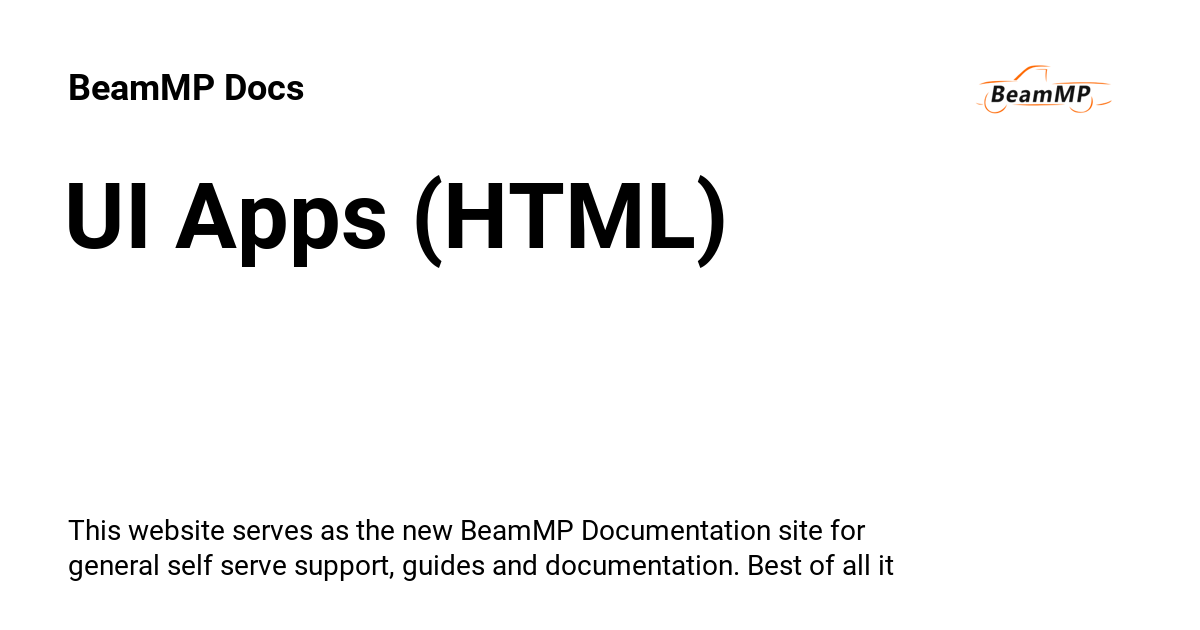 BeamMP Docs
BeamMP
UI Apps (HTML)
This website serves as the new BeamMP Documentation site for
general self serve support, guides and documentation. Best of all it